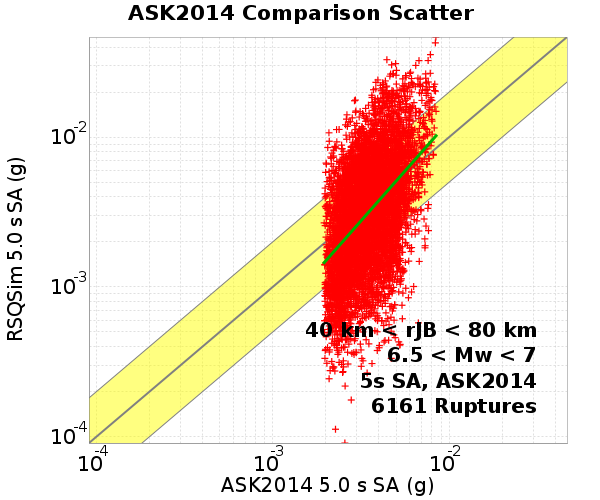 ASK2014 Comparison Scatter
RSQSim 5.0 s SA (g)
10-2
10-3
10-4
40 km < rJB < 80 km
6.5 < Mw < 7
5s SA, ASK2014
6161 Ruptures
10-4 10-3 10-2
ASK2014 5.0 s SA (g)